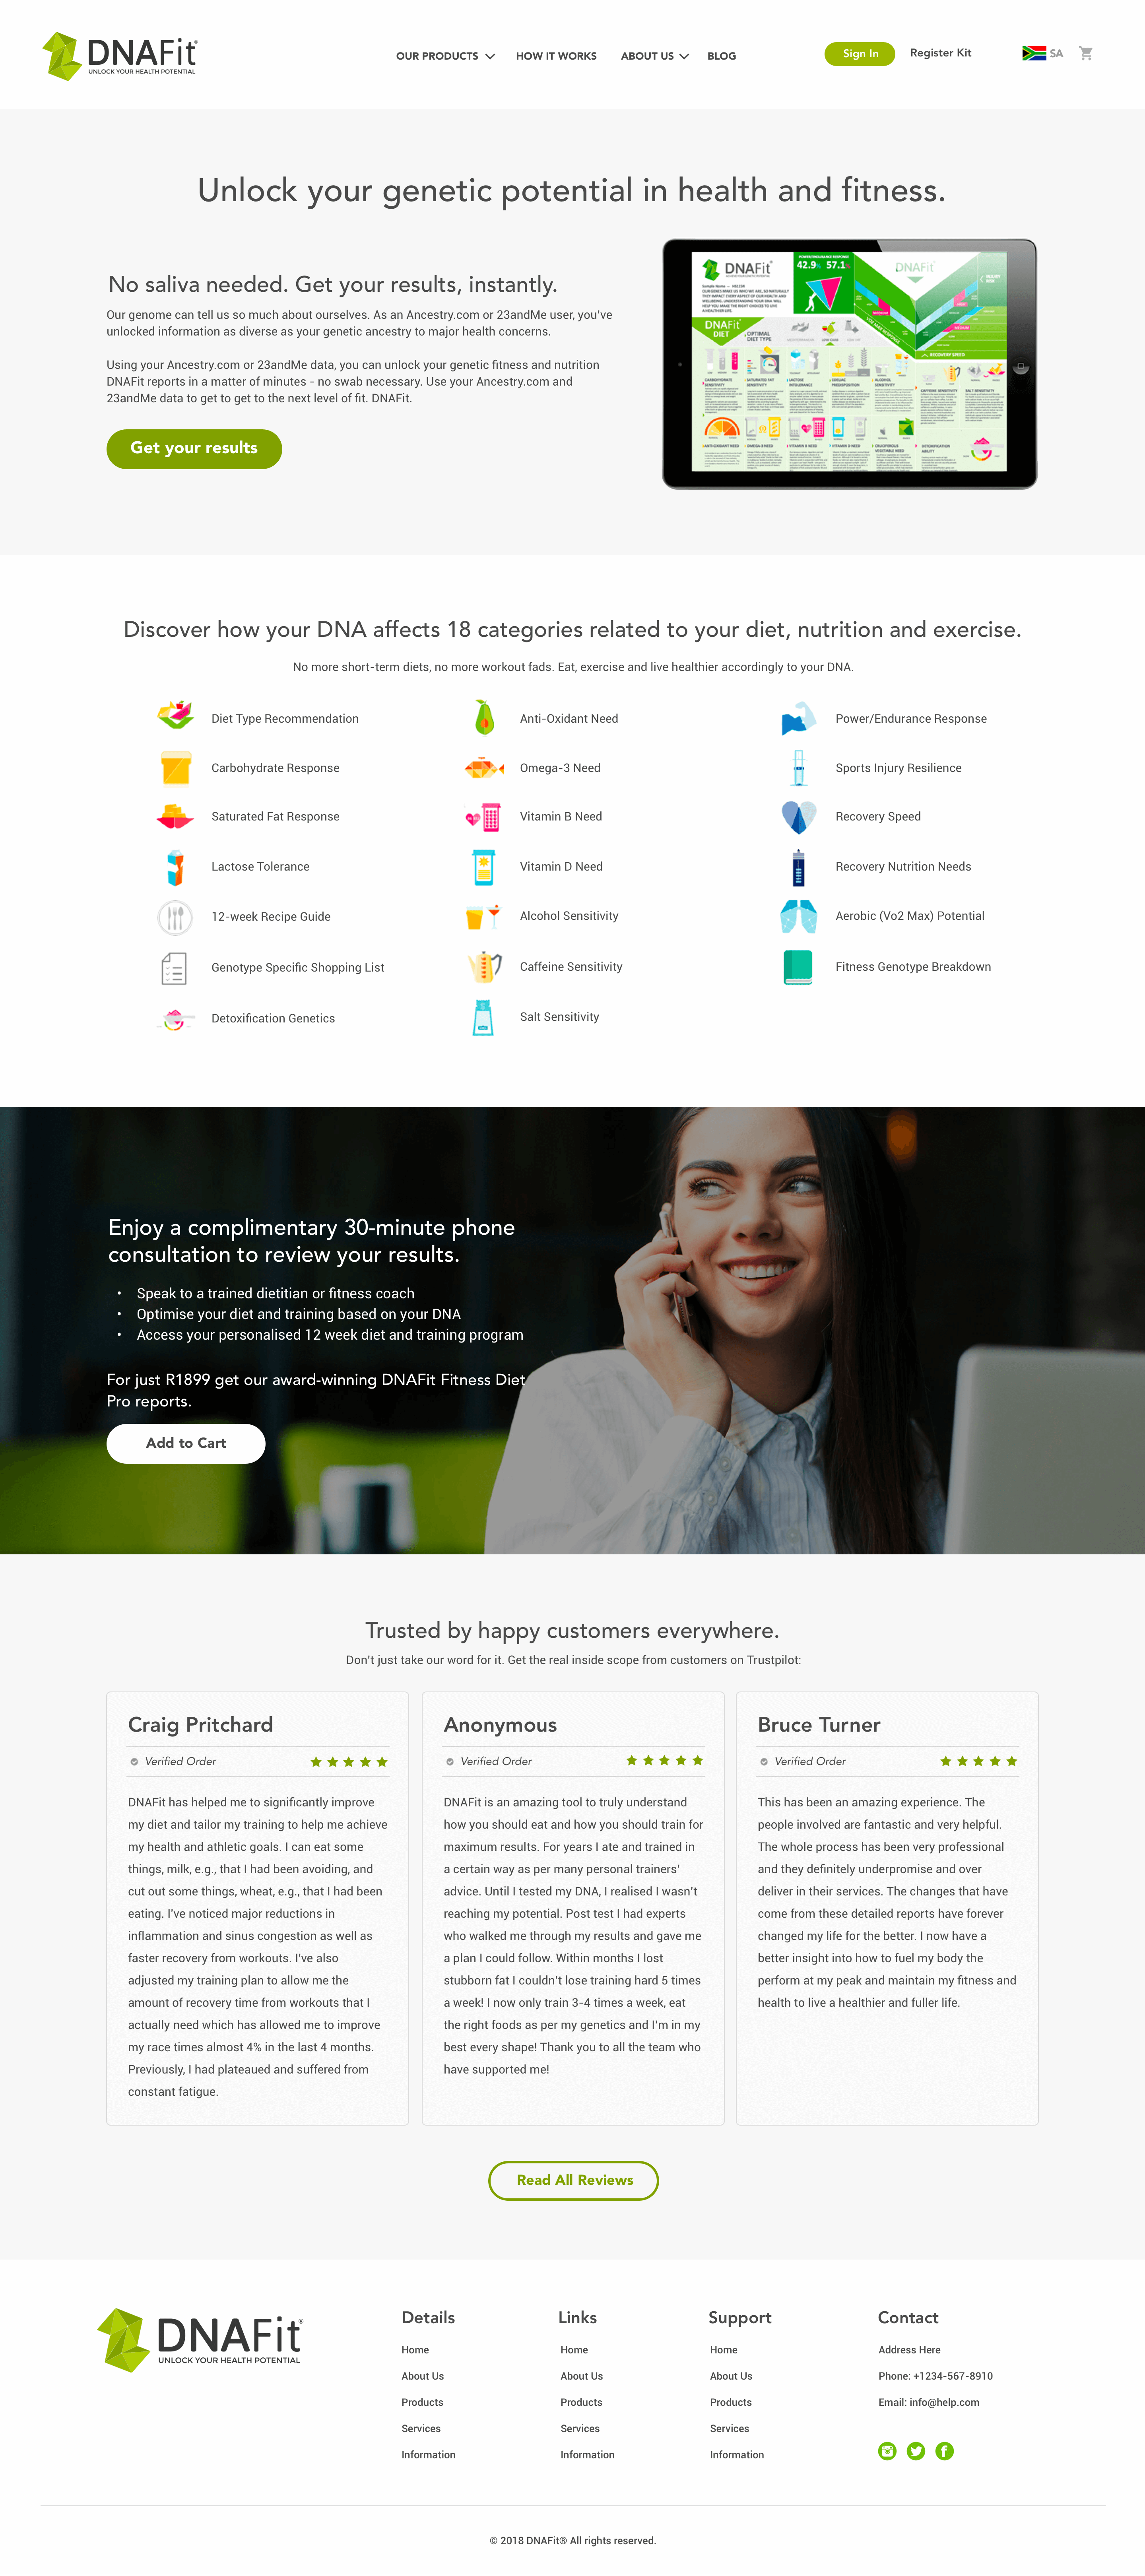 DNAFit®
UNLOCK YOUR HEALTH POTENTIAL
OUR PRODUCTS
HOW IT WORKS
ABOUT US
BLOG
Sign In
Register Kit
SA
Unlock your genetic potential in health and fitness.
No saliva needed. Get your results, instantly.
Our genome can tell us so much about ourselves. As an Ancestry.com or 23andMe user, you've
unlocked information as diverse as your genetic ancestry to major health concerns.
Using your Ancestry.com or 23andMe data, you can unlock your genetic fitness and nutrition
DNAFit reports in a matter of minutes - no swab necessary. Use your Ancestry.com and
23andMe data to get to get to the next level of fit. DNAFit.
Get your results
DNAFit
42.9 57.1
DNAFit
DNAFit
DIET
OPTIMAL
DIET TYPE
RECOVERY SPEED
Discover how your DNA affects 18 categories related to your diet, nutrition and exercise.
No more short-term diets, no more workout fads. Eat, exercise and live healthier accordingly to your DNA.
Diet Type Recommendation
Anti-Oxidant Need
Power/Endurance Response
Carbohydrate Response
Omega-3 Need
Sports Injury Resilience
Saturated Fat Response
Vitamin B Need
Recovery Speed
Lactose Tolerance
Vitamin D Need
Recovery Nutrition Needs
12-week Recipe Guide
Alcohol Sensitivity
Aerobic (Vo2 Max) Potential
Genotype Specific Shopping List
Caffeine Sensitivity
Fitness Genotype Breakdown
Detoxification Genetics
Salt Sensitivity
Enjoy a complimentary 30-minute phone
consultation to review your results.
• Speak to a trained dietitian or fitness coach
• Optimise your diet and training based on your DNA
• Access your personalised 12 week diet and training program
For just R1899 get our award-winning DNAFit Fitness Diet
Pro reports.
Add to Cart
Trusted by happy customers everywhere.
Don't just take our word for it. Get the real inside scope from customers on Trustpilot:
Craig Pritchard
Verified Order
DNAFit has helped me to significantly improve
my diet and tailor my training to help me achieve
my health and athletic goals. I can eat some
things, milk, e.g., that I had been avoiding, and
cut out some things, wheat, e.g., that I had been
eating. I've noticed major reductions in
inflammation and sinus congestion as well as
faster recovery from workouts. I've also
adjusted my training plan to allow me the
amount of recovery time from workouts that I
actually need which has allowed me to improve
my race times almost 4% in the last 4 months.
Previously, I had plateaued and suffered from
constant fatigue.
Anonymous
Verified Order
DNAFit is an amazing tool to truly understand
how you should eat and how you should train for
maximum results. For years I ate and trained in
a certain way as per many personal trainers'
advice. Until I tested my DNA, I realised I wasn't
reaching my potential. Post test I had experts
who walked me through my results and gave me
a plan I could follow. Within months I lost
stubborn fat I couldn't lose training hard 5 times
a week! I now only train 3-4 times a week, eat
the right foods as per my genetics and I'm in my
best every shape! Thank you to all the team who
have supported me!
Bruce Turner
Verified Order
This has been an amazing experience. The
people involved are fantastic and very helpful.
The whole process has been very professional
and they definitely underpromise and over
deliver in their services. The changes that have
come from these detailed reports have forever
changed my life for the better. I now have a
better insight into how to fuel my body the
perform at my peak and maintain my fitness and
health to live a healthier and fuller life.
Read All Reviews
DNAFit®
UNLOCK YOUR HEALTH POTENTIAL
Details
Home
About Us
Products
Services
Information
Links
Home
About Us
Products
Services
Information
Support
Home
About Us
Products
Services
Information
Contact
Address Here
Phone: +1234-567-8910
Email: info@help.com
© 2018 DNAFit® All rights reserved.